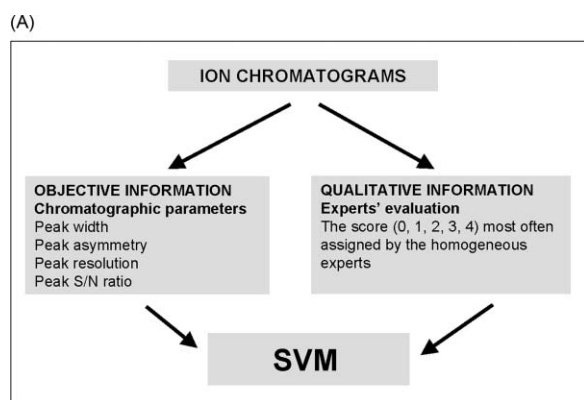 (A)
ION CHROMATOGRAMS
OBJECTIVE INFORMATION
Chromatographic parameters
Peak width
Peak asymmetry
Peak resolution
Peak S/N ratio
QUALITATIVE INFORMATION
Experts' evaluation
The score (0, 1, 2, 3, 4) most often
assigned by the homogeneous
experts
SVM